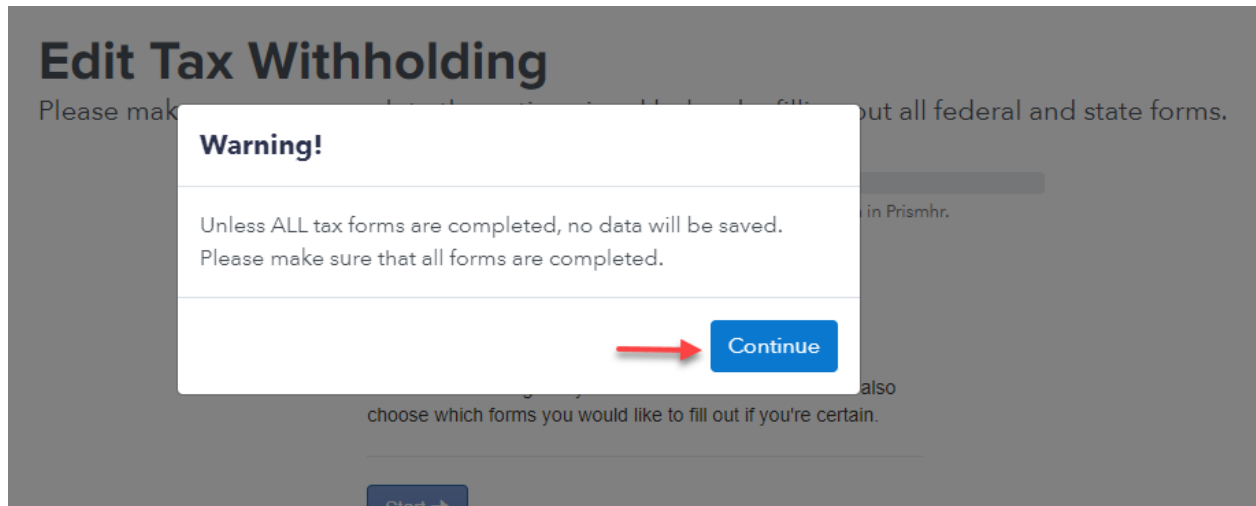 Edit Tax Withholding
Please mak out all federal and state forms.
Warning!
in Prismhr.
Unless ALL tax forms are completed, no data will be saved.
Please make sure that all forms are completed.
Continue
also
choose which forms you would like to fill out if you're certain.
Start